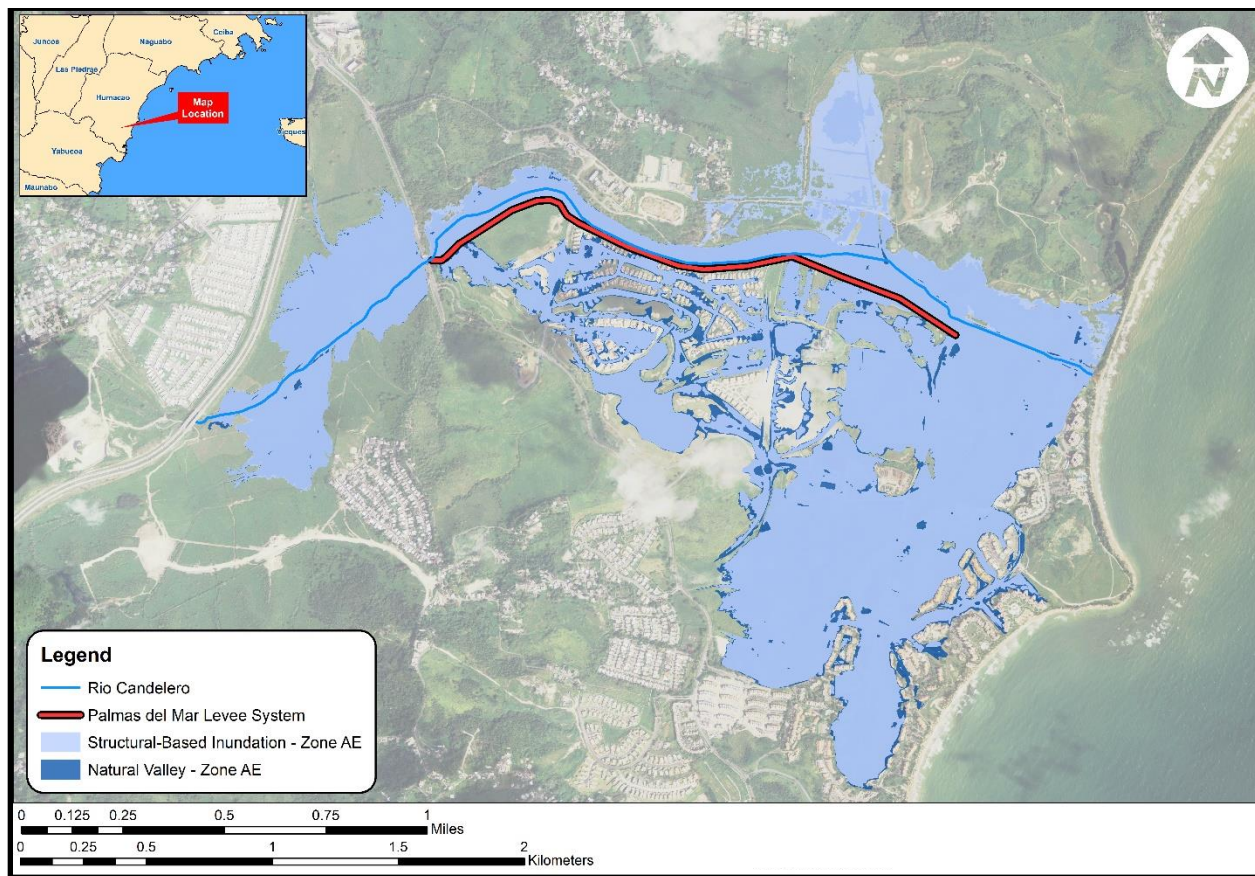 Ceiba
Juncos
Naguabo
Las Piedras
Humacao
Map
Location
Vieques
Yabucoa
Maunabo
N
Legend
Rio Candelero
Palmas del Mar Levee System
Structural-Based Inundation - Zone AE
Natural Valley - Zone AE
0 0.125 0.25 0.5 0.75 1
Miles
0 0.25 0.5 1 1.5 2
Kilometers